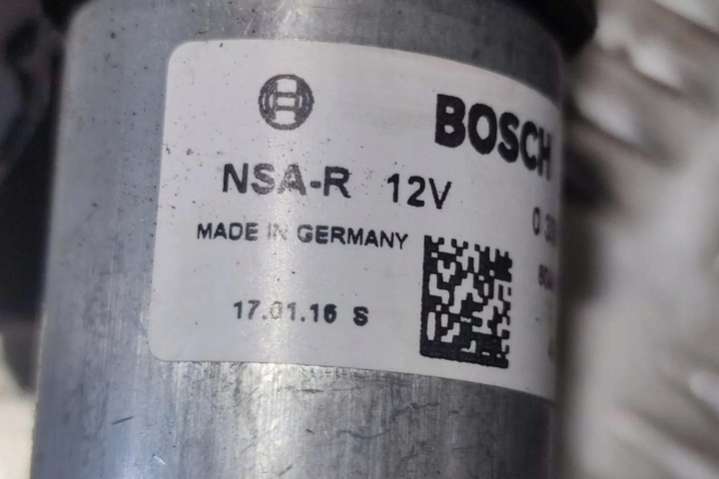 BOSCH
NSA-R 12V
MADE IN GERMANY
17.01.16 S